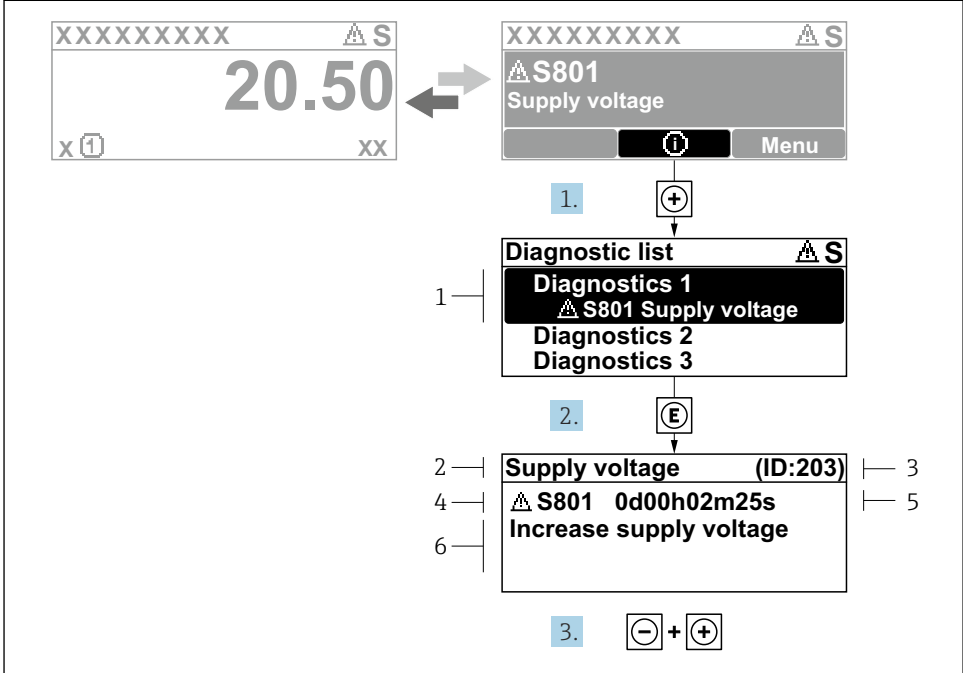 XXXXXXXXX ⚠ S
20.50
x ① xx
XXXXXXXXX ⚠ S
⚠ S801
Supply voltage
ⓘ Menu
1. +
Diagnostic list ⚠ S
1
Diagnostics 1
⚠ S801 Supply voltage
Diagnostics 2
Diagnostics 3
2. E
2 Supply voltage (ID:203) 3
4 ⚠ S801 0d00h02m25s 5
6 Increase supply voltage
3. − + +